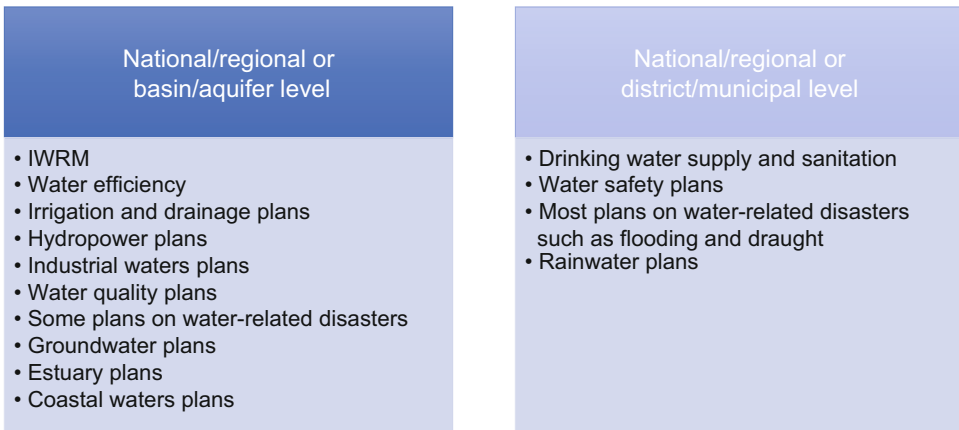 National/regional or
basin/aquifer level
• IWRM
• Water efficiency
• Irrigation and drainage plans
• Hydropower plans
• Industrial waters plans
• Water quality plans
• Some plans on water-related disasters
• Groundwater plans
• Estuary plans
• Coastal waters plans
National/regional or
district/municipal level
• Drinking water supply and sanitation
• Water safety plans
• Most plans on water-related disasters
such as flooding and draught
• Rainwater plans